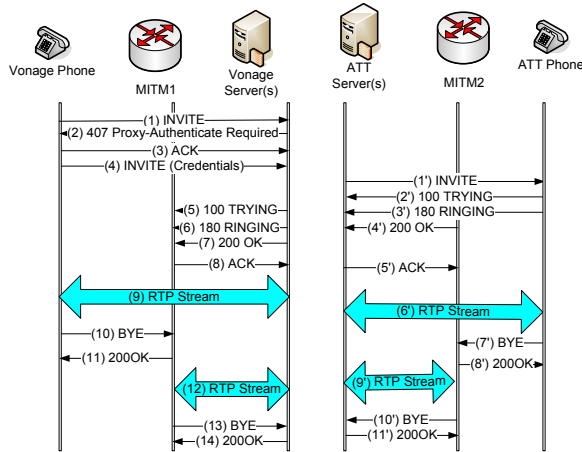 Vonage Phone
MITM1
Vonage
Server(s)
ATT
Server(s)
MITM2
ATT Phone
(1) INVITE
(2) 407 Proxy-Authenticate Required
(3) ACK
(4) INVITE (Credentials)
(5) 100 TRYING
(6) 180 RINGING
(7) 200 OK
(8) ACK
(9) RTP Stream
(10) BYE
(11) 200OK
(12) RTP Stream
(13) BYE
(14) 200OK
(1') INVITE
(2') 100 TRYING
(3') 180 RINGING
(4') 200 OK
(5') ACK
(6') RTP Stream
(7') BYE
(8') 200OK
(9') RTP Stream
(10') BYE
(11') 200OK